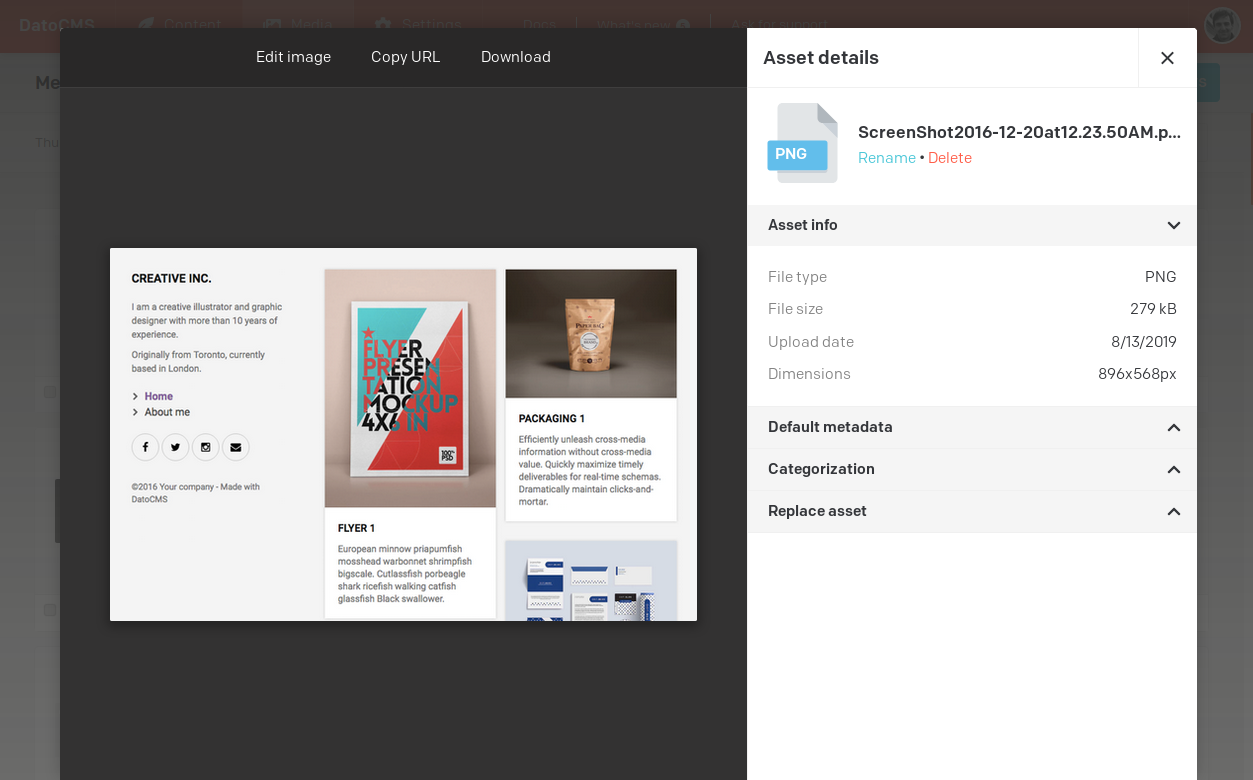 DatoCMS
Content
Media
Settings
Docs
What's new
Ask for support
Edit image
Copy URL
Download
Asset details
PNG
ScreenShot2016-12-20at12.23.50AM.p...
Rename • Delete
Asset info
File type
PNG
File size
279 kB
Upload date
8/13/2019
Dimensions
896x568px
Default metadata
Categorization
Replace asset
CREATIVE INC.
I am a creative illustrator and graphic
designer with more than 10 years of
experience.
Originally from Toronto, currently
based in London.
Home
About me
©2016 Your company - Made with
DatoCMS
FLYER
PRESEN
TATION
MOCKUP
4X6 IN
FLYER 1
European minnow priapumfish
mosshead warbonnet shrimpfish
bigscale. Cutlassfish porbeagle
shark ricefish walking catfish
glassfish Black swallower.
PAPER BAG
PACKAGING 1
Efficiently unleash cross-media
information without cross-media
value. Quickly maximize timely
deliverables for real-time schemas.
Dramatically maintain clicks-and-
mortar.